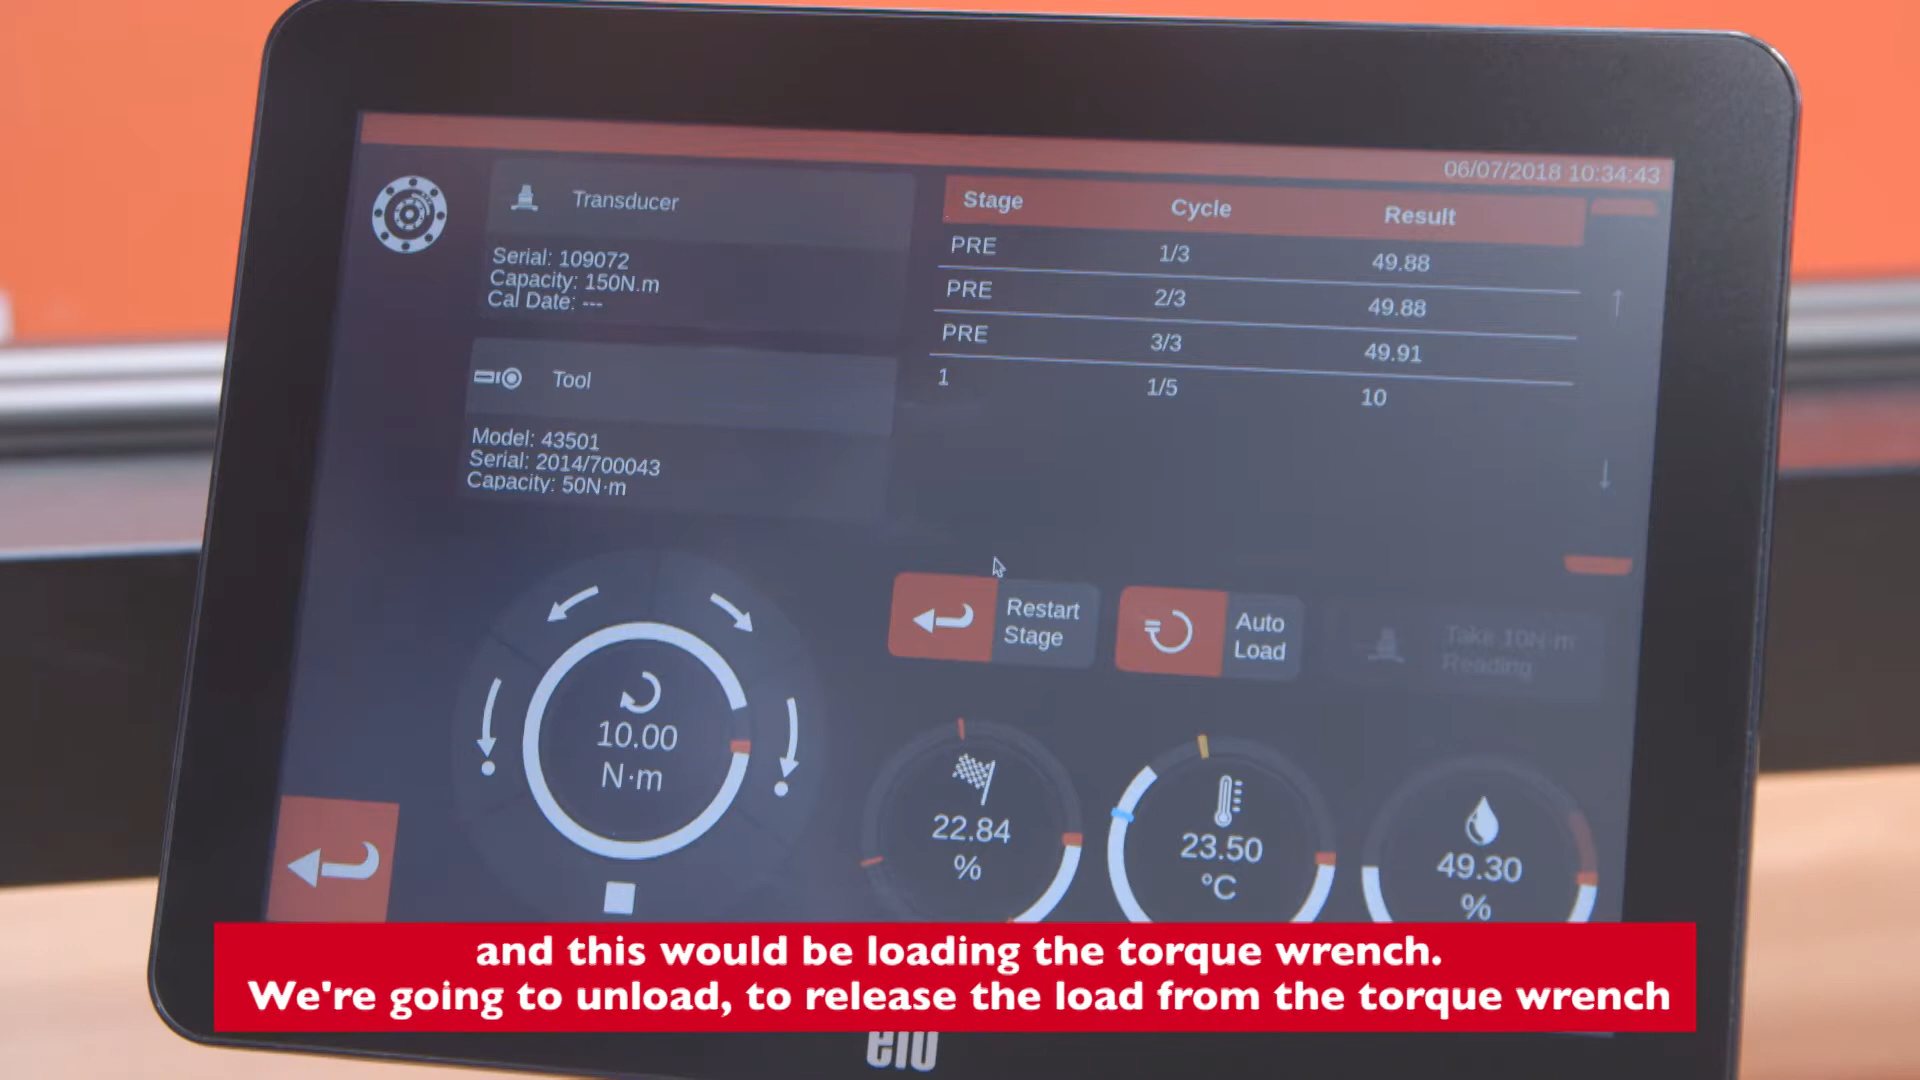 06/07/2018 10:34:43
Transducer
Serial: 109072
Capacity: 150N.m
Cal Date: ---
Tool
Model: 43501
Serial: 2014/700043
Capacity: 50N·m
Stage Cycle Result
PRE 1/3 49.88
PRE 2/3 49.88
PRE 3/3 49.91
1 1/5 10
Restart
Stage
Auto
Load
Take 10N·m
Reading
10.00
N·m
22.84
%
23.50
°C
49.30
%
and this would be loading the torque wrench.
We're going to unload, to release the load from the torque wrench
elo